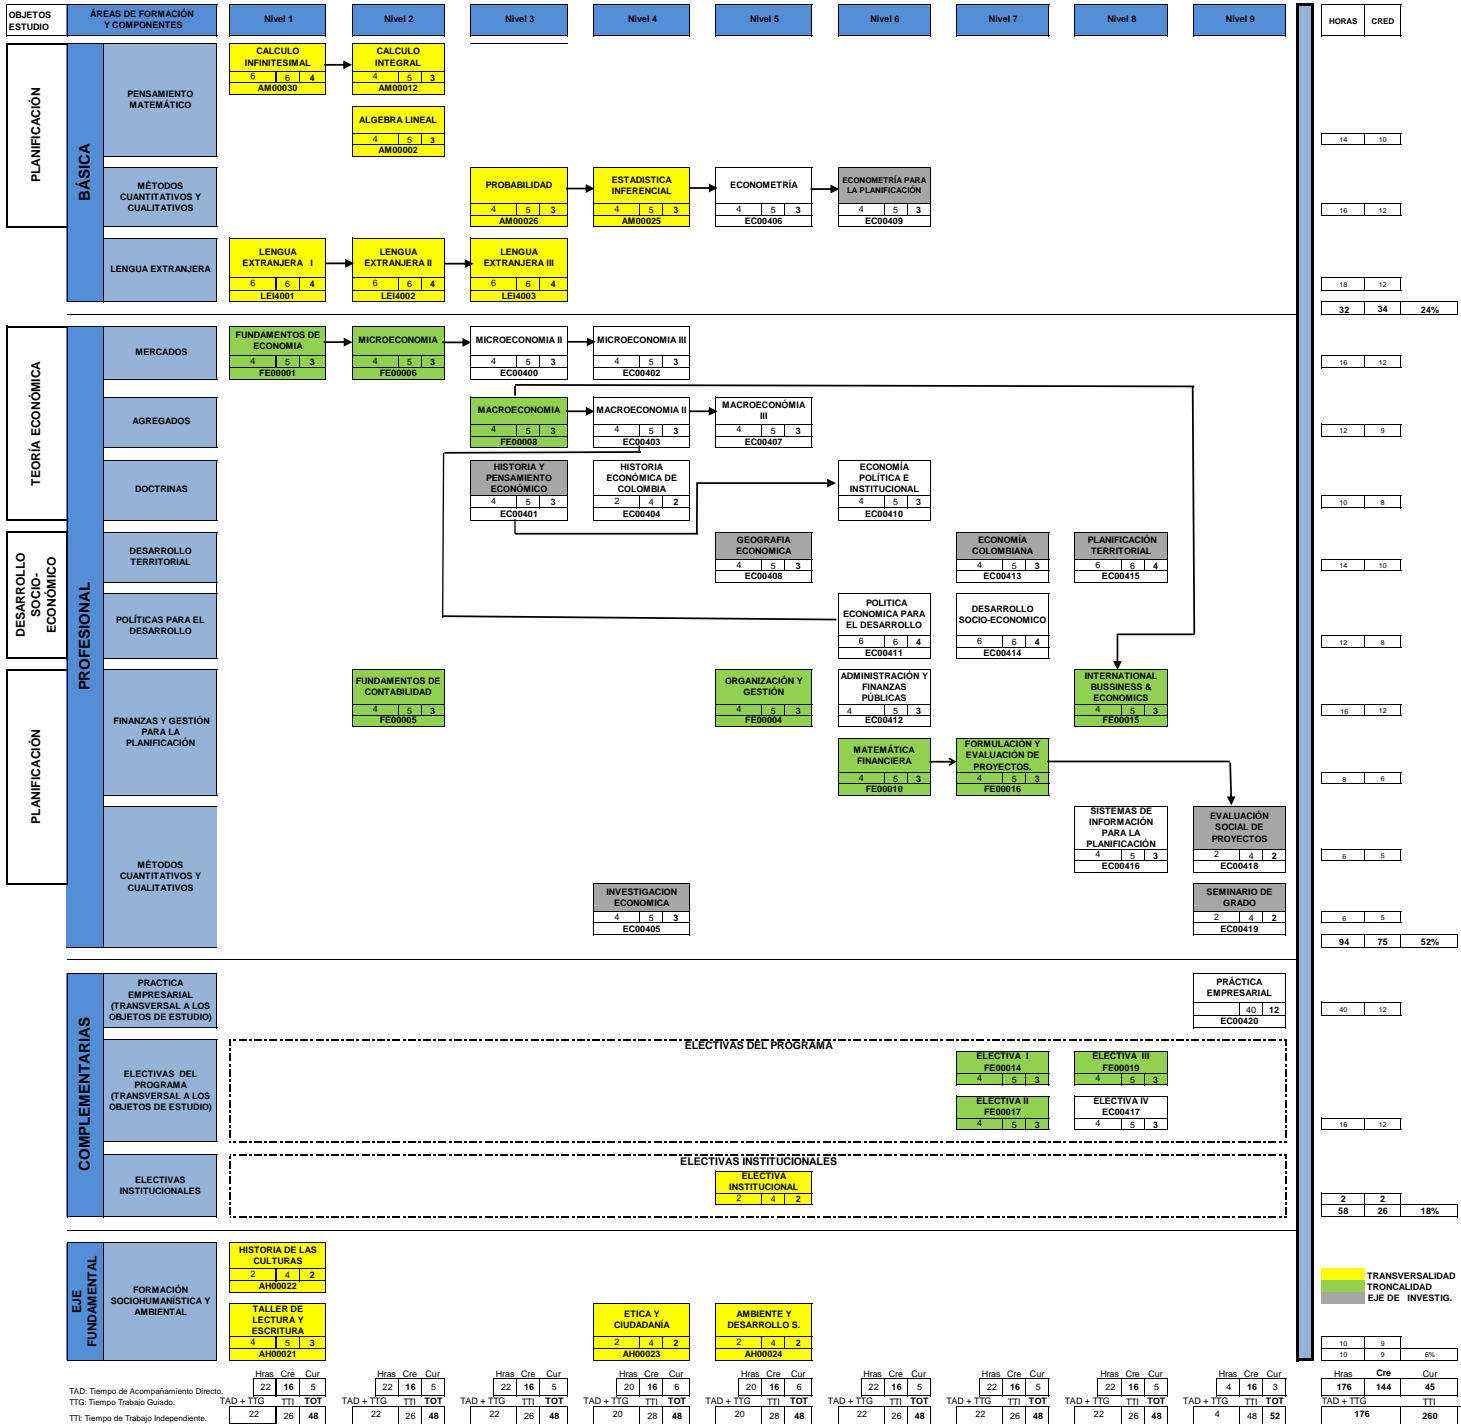 OBJETOS
ESTUDIO
ÁREAS DE FORMACIÓN
Y COMPONENTES
Nivel 1
Nivel 2
Nivel 3
Nivel 4
Nivel 5
Nivel 6
Nivel 7
Nivel 8
Nivel 9
HORAS CRED
PLANIFICACIÓN
BÁSICA
PENSAMIENTO
MATEMÁTICO
CALCULO
INFINITESIMAL
6 6 4
AM00030
CALCULO
INTEGRAL
4 5 3
AM00012
ALGEBRA LINEAL
4 5 3
AM00002
14 10
MÉTODOS
CUANTITATIVOS Y
CUALITATIVOS
PROBABILIDAD
4 5 3
AM00026
ESTADISTICA
INFERENCIAL
4 5 3
AM00025
ECONOMETRÍA
4 5 3
EC00406
ECONOMETRÍA PARA
LA PLANIFICACIÓN
4 5 3
EC00409
16 12
LENGUA EXTRANJERA
LENGUA
EXTRANJERA I
6 6 4
LEI4001
LENGUA
EXTRANJERA II
6 6 4
LEI4002
LENGUA
EXTRANJERA III
6 6 4
LEI4003
18 12
32 34 24%
TEORÍA ECONÓMICA
PROFESIONAL
MERCADOS
FUNDAMENTOS DE
ECONOMIA
4 5 3
FE00001
MICROECONOMIA
4 5 3
FE00006
MICROECONOMIA II
4 5 3
EC00400
MICROECONOMIA III
4 5 3
EC00402
16 12
AGREGADOS
MACROECONOMIA
4 5 3
FE00008
MACROECONOMIA II
4 5 3
EC00403
MACROECONÓMIA
III
4 5 3
EC00407
12 9
DOCTRINAS
HISTORIA Y
PENSAMIENTO
ECONÓMICO
4 5 3
EC00401
HISTORIA
ECONÓMICA DE
COLOMBIA
2 4 2
EC00404
ECONOMÍA
POLÍTICA E
INSTITUCIONAL
4 5 3
EC00410
10 8
DESARROLLO
SOCIO-
ECONÓMICO
DESARROLLO
TERRITORIAL
GEOGRAFIA
ECONOMICA
4 5 3
EC00408
ECONOMÍA
COLOMBIANA
4 5 3
EC00413
PLANIFICACIÓN
TERRITORIAL
6 6 4
EC00415
14 10
POLÍTICAS PARA EL
DESARROLLO
POLITICA
ECONOMICA PARA
EL DESARROLLO
6 6 4
EC00411
DESARROLLO
SOCIO-ECONOMICO
6 6 4
EC00414
12 8
PLANIFICACIÓN
FINANZAS Y GESTIÓN
PARA LA
PLANIFICACIÓN
FUNDAMENTOS DE
CONTABILIDAD
4 5 3
FE00005
ORGANIZACIÓN Y
GESTIÓN
4 5 3
FE00004
ADMINISTRACIÓN Y
FINANZAS
PÚBLICAS
4 5 3
EC00412
INTERNATIONAL
BUSSINESS &
ECONOMICS
4 5 3
FE00015
16 12
MATEMÁTICA
FINANCIERA
4 5 3
FE00010
FORMULACIÓN Y
EVALUACIÓN DE
PROYECTOS.
4 5 3
FE00016
8 6
MÉTODOS
CUANTITATIVOS Y
CUALITATIVOS
SISTEMAS DE
INFORMACIÓN
PARA LA
PLANIFICACIÓN
4 5 3
EC00416
EVALUACIÓN
SOCIAL DE
PROYECTOS
2 4 2
EC00418
6 5
INVESTIGACION
ECONOMICA
4 5 3
EC00405
SEMINARIO DE
GRADO
2 4 2
EC00419
6 5
94 75 52%
COMPLEMENTARIAS
PRACTICA
EMPRESARIAL
(TRANSVERSAL A LOS
OBJETOS DE ESTUDIO)
PRÁCTICA
EMPRESARIAL
40 12
EC00420
40 12
ELECTIVAS DEL
PROGRAMA
(TRANSVERSAL A LOS
OBJETOS DE ESTUDIO)
ELECTIVAS DEL PROGRAMA
ELECTIVA I
FE00014
4 5 3
ELECTIVA III
FE00019
4 5 3
ELECTIVA II
FE00017
4 5 3
ELECTIVA IV
EC00417
4 5 3
16 12
ELECTIVAS
INSTITUCIONALES
ELECTIVAS INSTITUCIONALES
ELECTIVA
INSTITUCIONAL
2 4 2
2 2
58 26 18%
EJE
FUNDAMENTAL
FORMACIÓN
SOCIOHUMANÍSTICA Y
AMBIENTAL
HISTORIA DE LAS
CULTURAS
2 4 2
AH00022
TALLER DE
LECTURA Y
ESCRITURA
4 5 3
AH00021
ETICA Y
CIUDADANÍA
2 4 2
AH00023
AMBIENTE Y
DESARROLLO S.
2 4 2
AH00024
TRANSVERSALIDAD
TRONCALIDAD
EJE DE INVESTIG.
10 9
10 9 6%
TAD: Tiempo de Acompañamiento Directo.
TTG: Tiempo Trabajo Guiado.
TTI: Tiempo de Trabajo Independiente.
Hras Cre Cur
22 16 5
TAD + TTG TTI TOT
22 26 48
Hras Cre Cur
22 16 5
TAD + TTG TTI TOT
22 26 48
Hras Cre Cur
22 16 5
TAD + TTG TTI TOT
22 26 48
Hras Cre Cur
20 16 6
TAD + TTG TTI TOT
20 28 48
Hras Cre Cur
20 16 6
TAD + TTG TTI TOT
20 28 48
Hras Cre Cur
22 16 5
TAD + TTG TTI TOT
22 26 48
Hras Cre Cur
22 16 5
TAD + TTG TTI TOT
22 26 48
Hras Cre Cur
22 16 5
TAD + TTG TTI TOT
22 26 48
Hras Cre Cur
4 16 3
TAD + TTG TTI TOT
4 48 52
Hras Cre Cur
176 144 45
TAD + TTG TTI
176 260